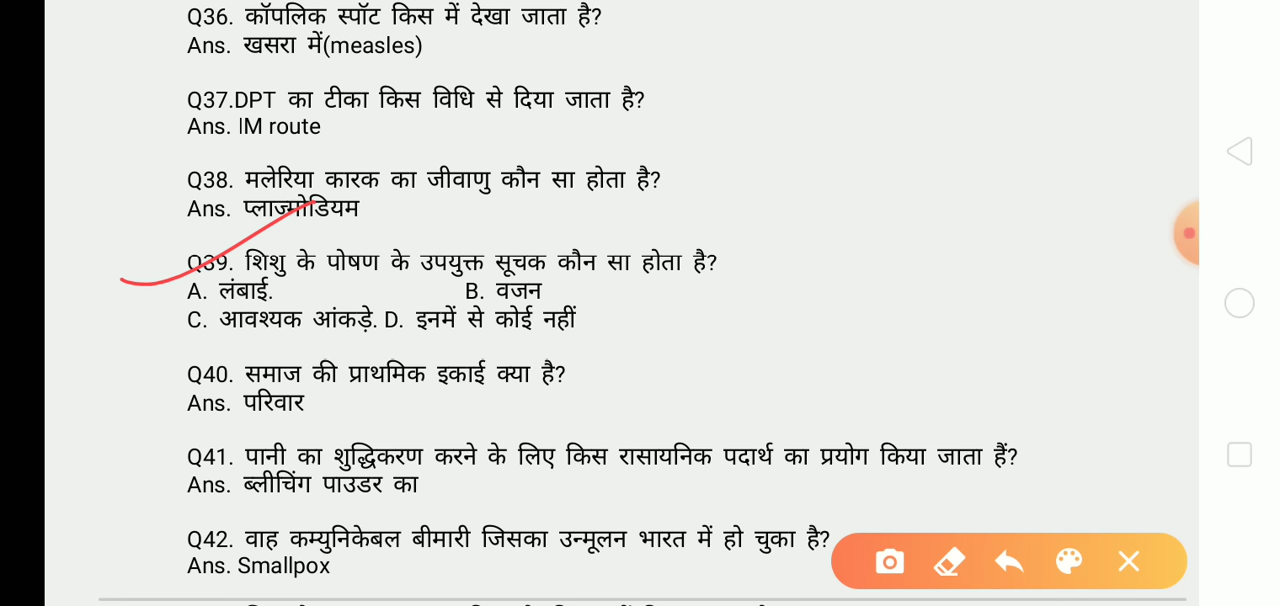 Q36. कॉपलिक स्पॉट किस में देखा जाता है?
Ans. खसरा में(measles)
Q37.DPT का टीका किस विधि से दिया जाता है?
Ans. IM route
Q38. मलेरिया कारक का जीवाणु कौन सा होता है?
Ans. प्लाज्मोडियम
Q39. शिशु के पोषण के उपयुक्त सूचक कौन सा होता है?
A. लंबाई. B. वजन
C. आवश्यक आंकड़े. D. इनमें से कोई नहीं
Q40. समाज की प्राथमिक इकाई क्या है?
Ans. परिवार
Q41. पानी का शुद्धिकरण करने के लिए किस रासायनिक पदार्थ का प्रयोग किया जाता हैं?
Ans. ब्लीचिंग पाउडर का
Q42. वाह कम्युनिकेबल बीमारी जिसका उन्मूलन भारत में हो चुका है?
Ans. Smallpox